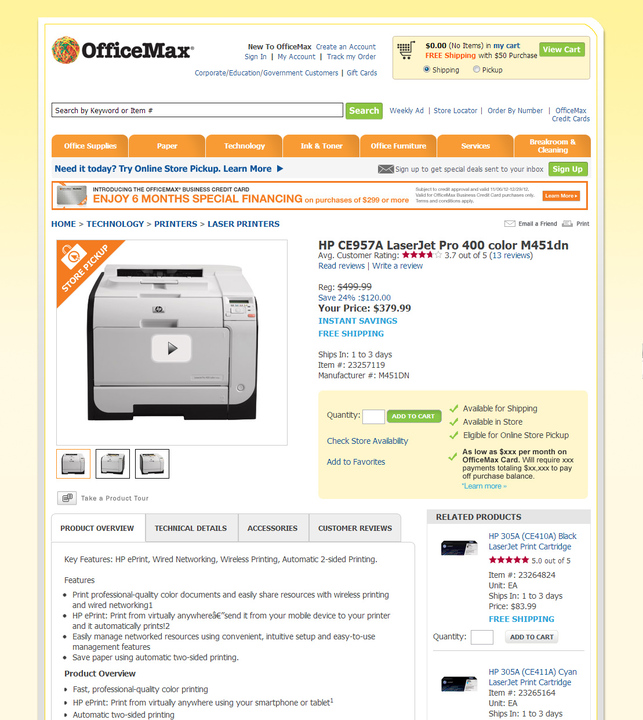 OfficeMax®
New To OfficeMax Create an Account
Sign In | My Account | Track my Order
Corporate/Education/Government Customers | Gift Cards
$0.00 (No Items) in my cart
FREE Shipping with $50 Purchase
View Cart
Shipping Pickup
Search by Keyword or Item #
Search
Weekly Ad | Store Locator | Order By Number | OfficeMax
Credit Cards
Office Supplies
Paper
Technology
Ink & Toner
Office Furniture
Services
Breakroom &
Cleaning
Need it today? Try Online Store Pickup. Learn More
Sign up to get special deals sent to your inbox
Sign Up
INTRODUCING THE OFFICEMAX® BUSINESS CREDIT CARD
ENJOY 6 MONTHS SPECIAL FINANCING on purchases of $299 or more
Subject to credit approval and valid 11/06/12-12/29/12.
Valid for OfficeMax Business Credit Card purchases only.
Terms and conditions apply.
Learn More
HOME > TECHNOLOGY > PRINTERS > LASER PRINTERS
Email a Friend
Print
STORE PICKUP
HP CE957A LaserJet Pro 400 color M451dn
Avg. Customer Rating: 3.7 out of 5 (13 reviews)
Read reviews | Write a review
Reg: $499.99
Save 24% :$120.00
Your Price: $379.99
INSTANT SAVINGS
FREE SHIPPING
Ships In: 1 to 3 days
Item #: 23257119
Manufacturer #: M451DN
Quantity:
ADD TO CART
Check Store Availability
Add to Favorites
Available for Shipping
Available in Store
Eligible for Online Store Pickup
As low as $xxx per month on
OfficeMax Card. Will require xxx
payments totaling $xx,xxx to pay
off purchase balance.
*Learn more »
Take a Product Tour
PRODUCT OVERVIEW
TECHNICAL DETAILS
ACCESSORIES
CUSTOMER REVIEWS
Key Features: HP ePrint, Wired Networking, Wireless Printing, Automatic 2-sided Printing.
Features
• Print professional-quality color documents and easily share resources with wireless printing
and wired networking1
• HP ePrint: Print from virtually anywhereâ€"send it from your mobile device to your printer
and it automatically prints!2
• Easily manage networked resources using convenient, intuitive setup and easy-to-use
management features
• Save paper using automatic two-sided printing.
Product Overview
• Fast, professional-quality color printing
• HP ePrint: Print from virtually anywhere using your smartphone or tablet¹
• Automatic two-sided printing
RELATED PRODUCTS
HP 305A (CE410A) Black
LaserJet Print Cartridge
5.0 out of 5
Item #: 23264824
Unit: EA
Ships In: 1 to 3 days
Price: $83.99
FREE SHIPPING
Quantity:
ADD TO CART
HP 305A (CE411A) Cyan
LaserJet Print Cartridge
Item #: 23265164
Unit: EA
Ships In: 1 to 3 days